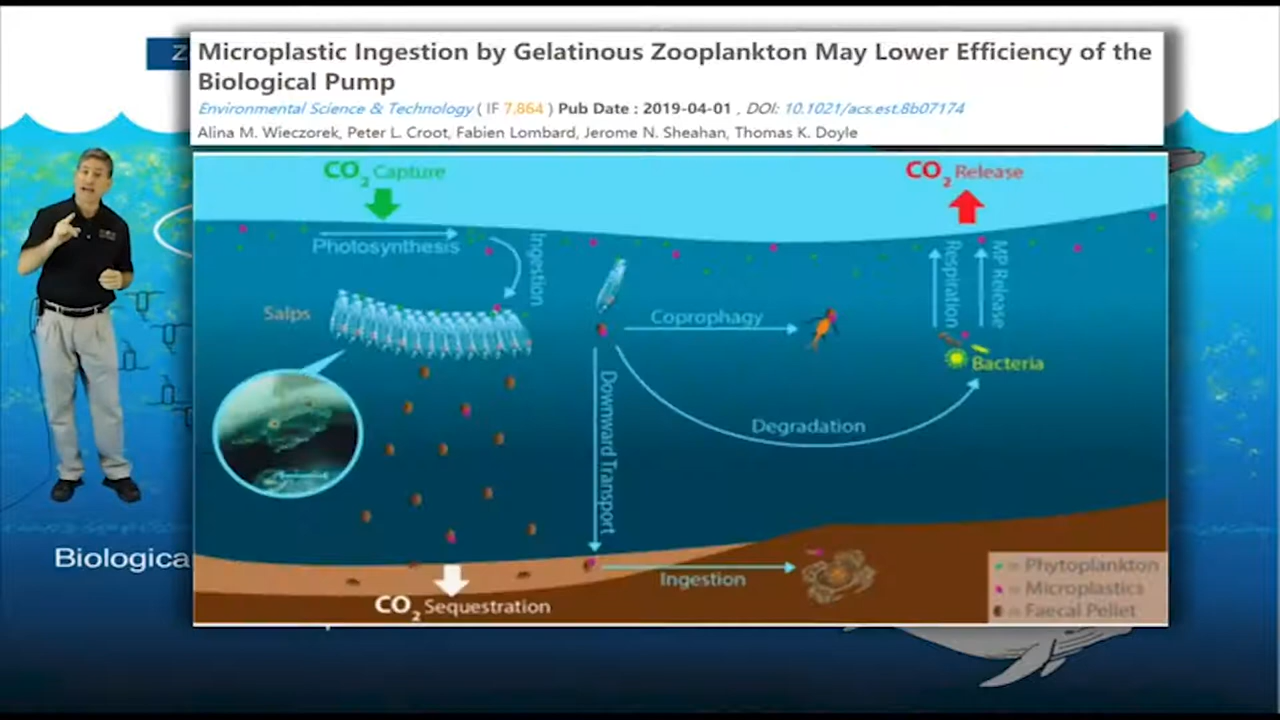 Z
Microplastic Ingestion by Gelatinous Zooplankton May Lower Efficiency of the
Biological Pump
Environmental Science & Technology ( IF 7.864 ) Pub Date : 2019-04-01 , DOI: 10.1021/acs.est.8b07174
Alina M. Wieczorek, Peter L. Croot, Fabien Lombard, Jerome N. Sheahan, Thomas K. Doyle
CO2 Capture
CO2 Release
Photosynthesis
Ingestion
Respiration
MP Release
Salps
Coprophagy
Bacteria
Downward Transport
Degradation
Biologica
Ingestion
CO2 Sequestration
= Phytoplankton
= Microplastics
= Faecal Pellet